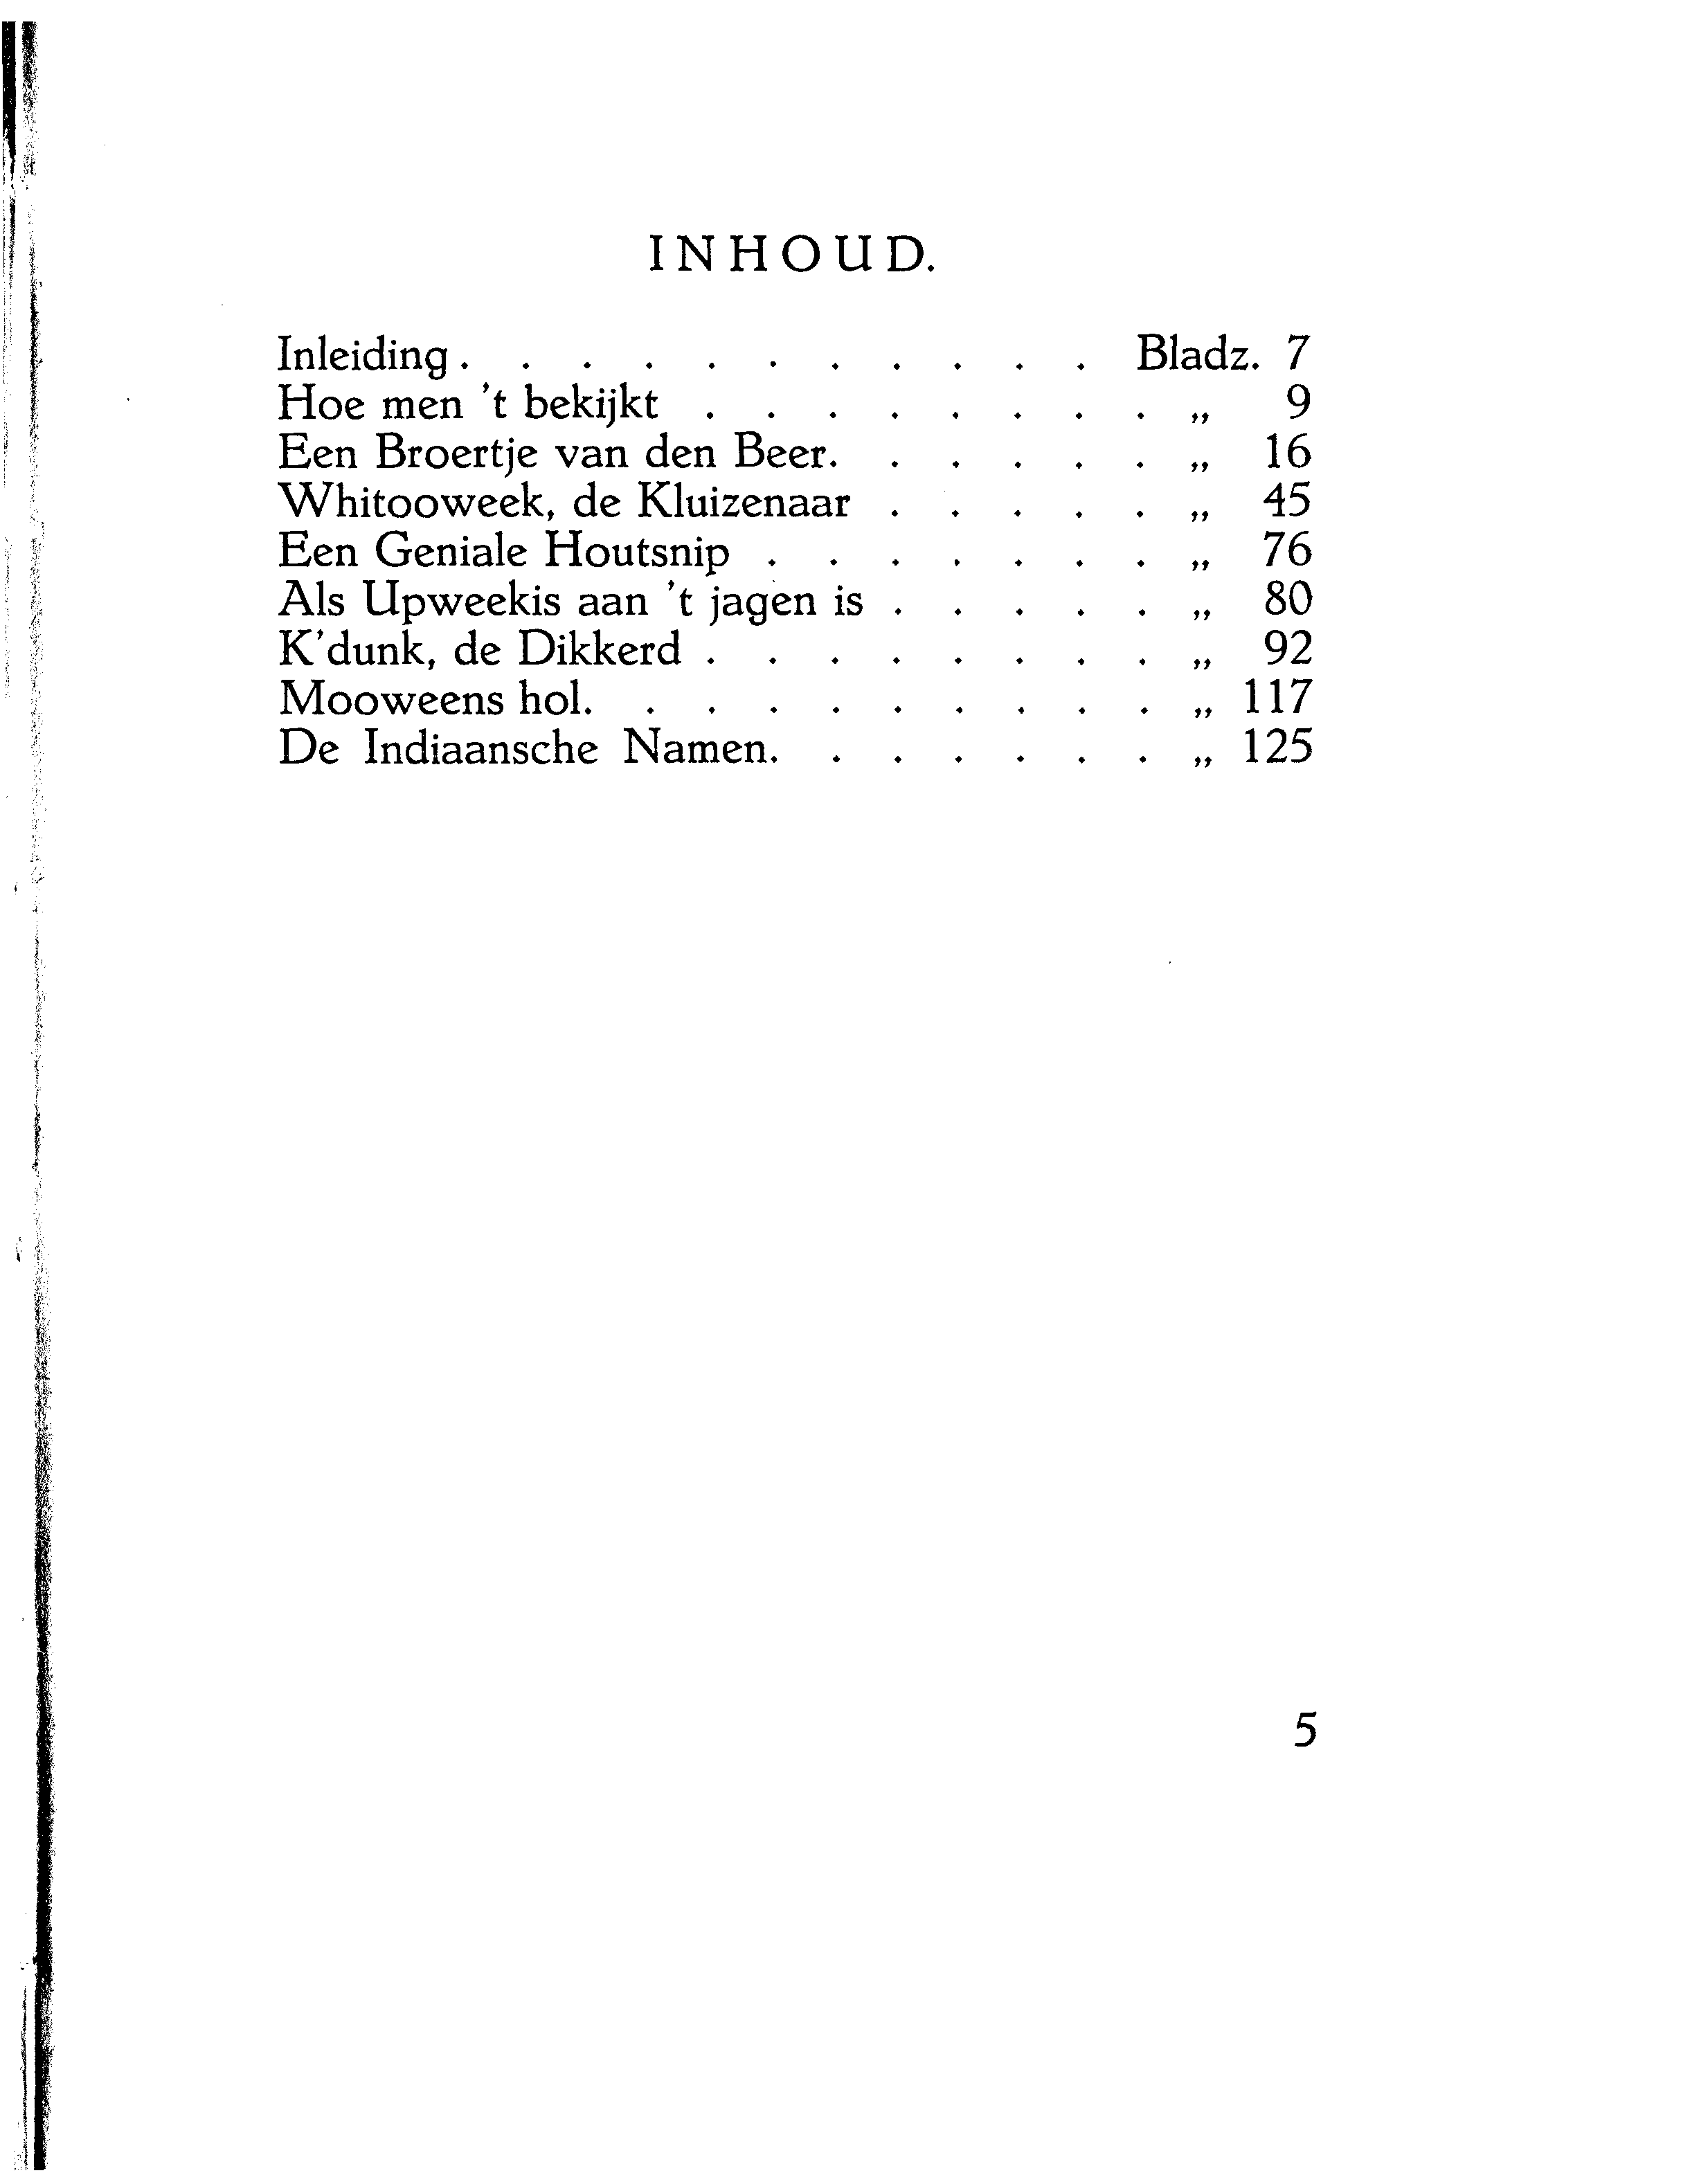 INHOUD.
Inleiding . . . . . . . . . . . Bladz. 7
Hoe men 't bekijkt . . . . . . . . „ 9
Een Broertje van den Beer. . . . . . „ 16
Whitooweek, de Kluizenaar . . . . . „ 45
Een Geniale Houtsnip . . . . . . . „ 76
Als Upweekis aan 't jagen is . . . . . „ 80
K'dunk, de Dikkerd . . . . . . . . „ 92
Mooweens hol. . . . . . . . . . „ 117
De Indiaansche Namen. . . . . . . „ 125
5